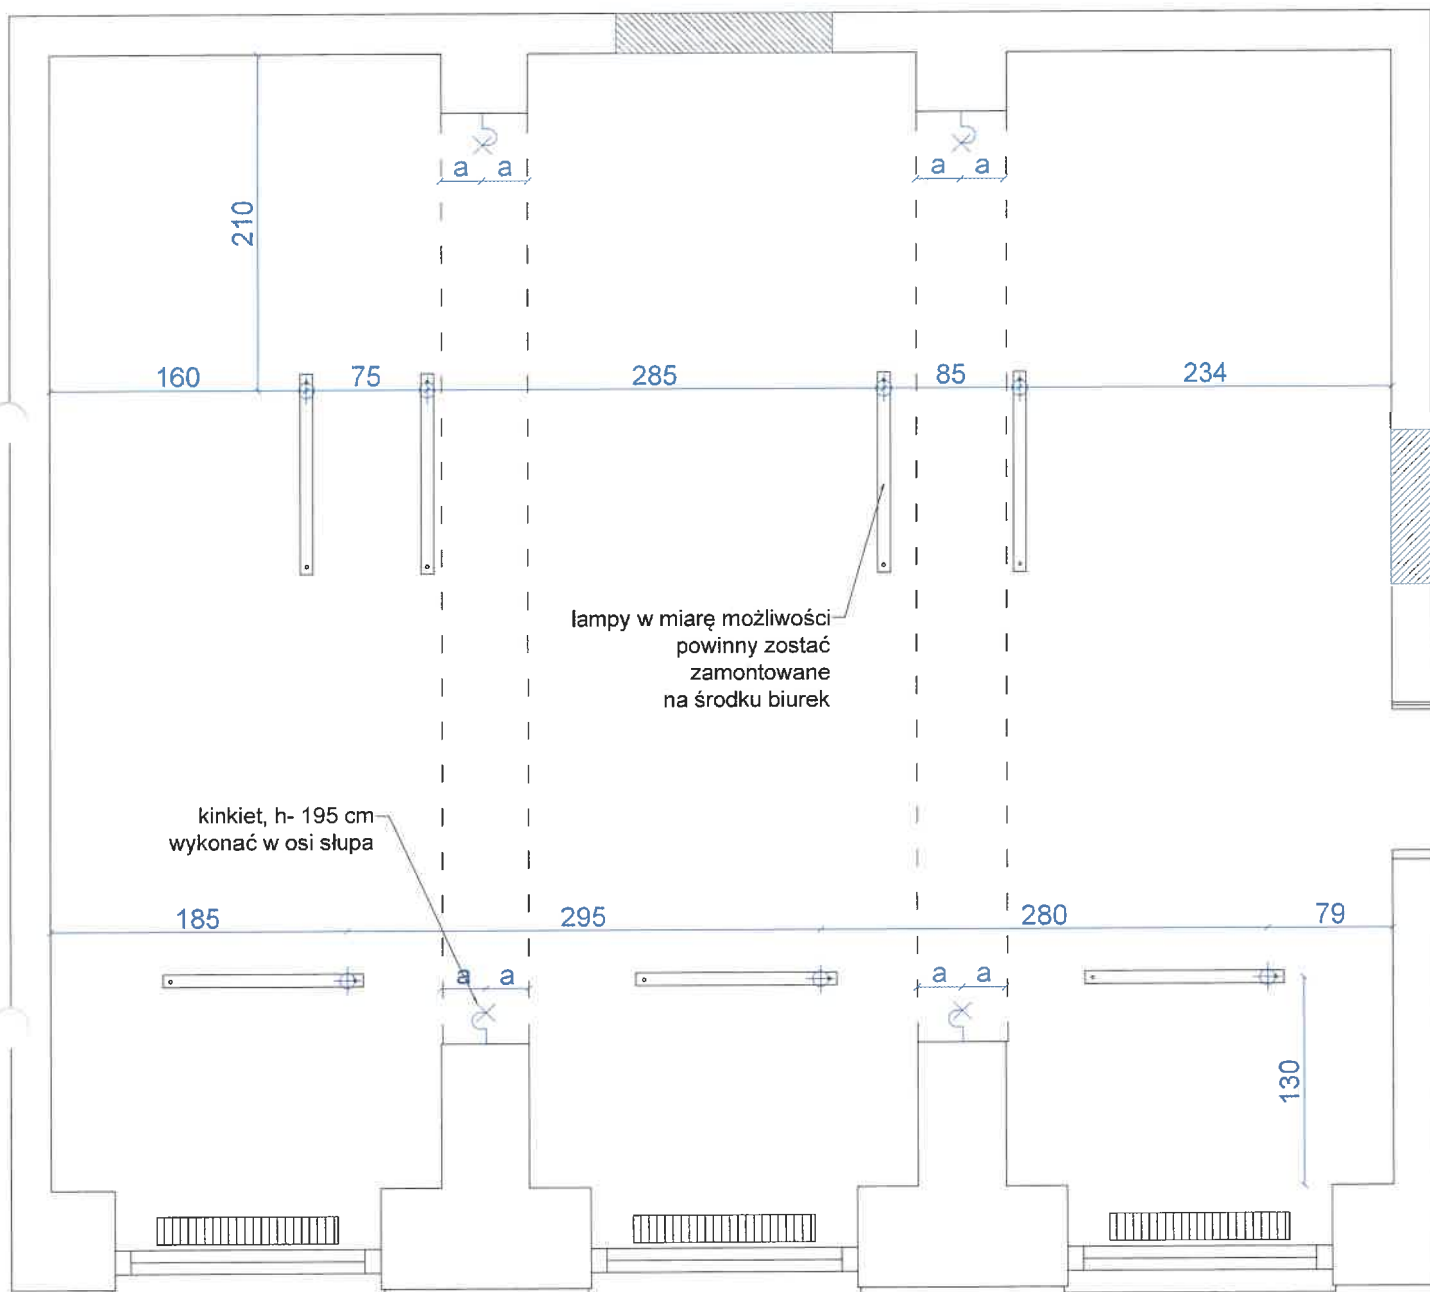 a a
a a
210
160
75
285
85
234
lampy w miarę możliwości
powinny zostać
zamontowane
na środku biurek
kinkiet, h- 195 cm
wykonać w osi słupa
185
295
280
79
a a
a a
130